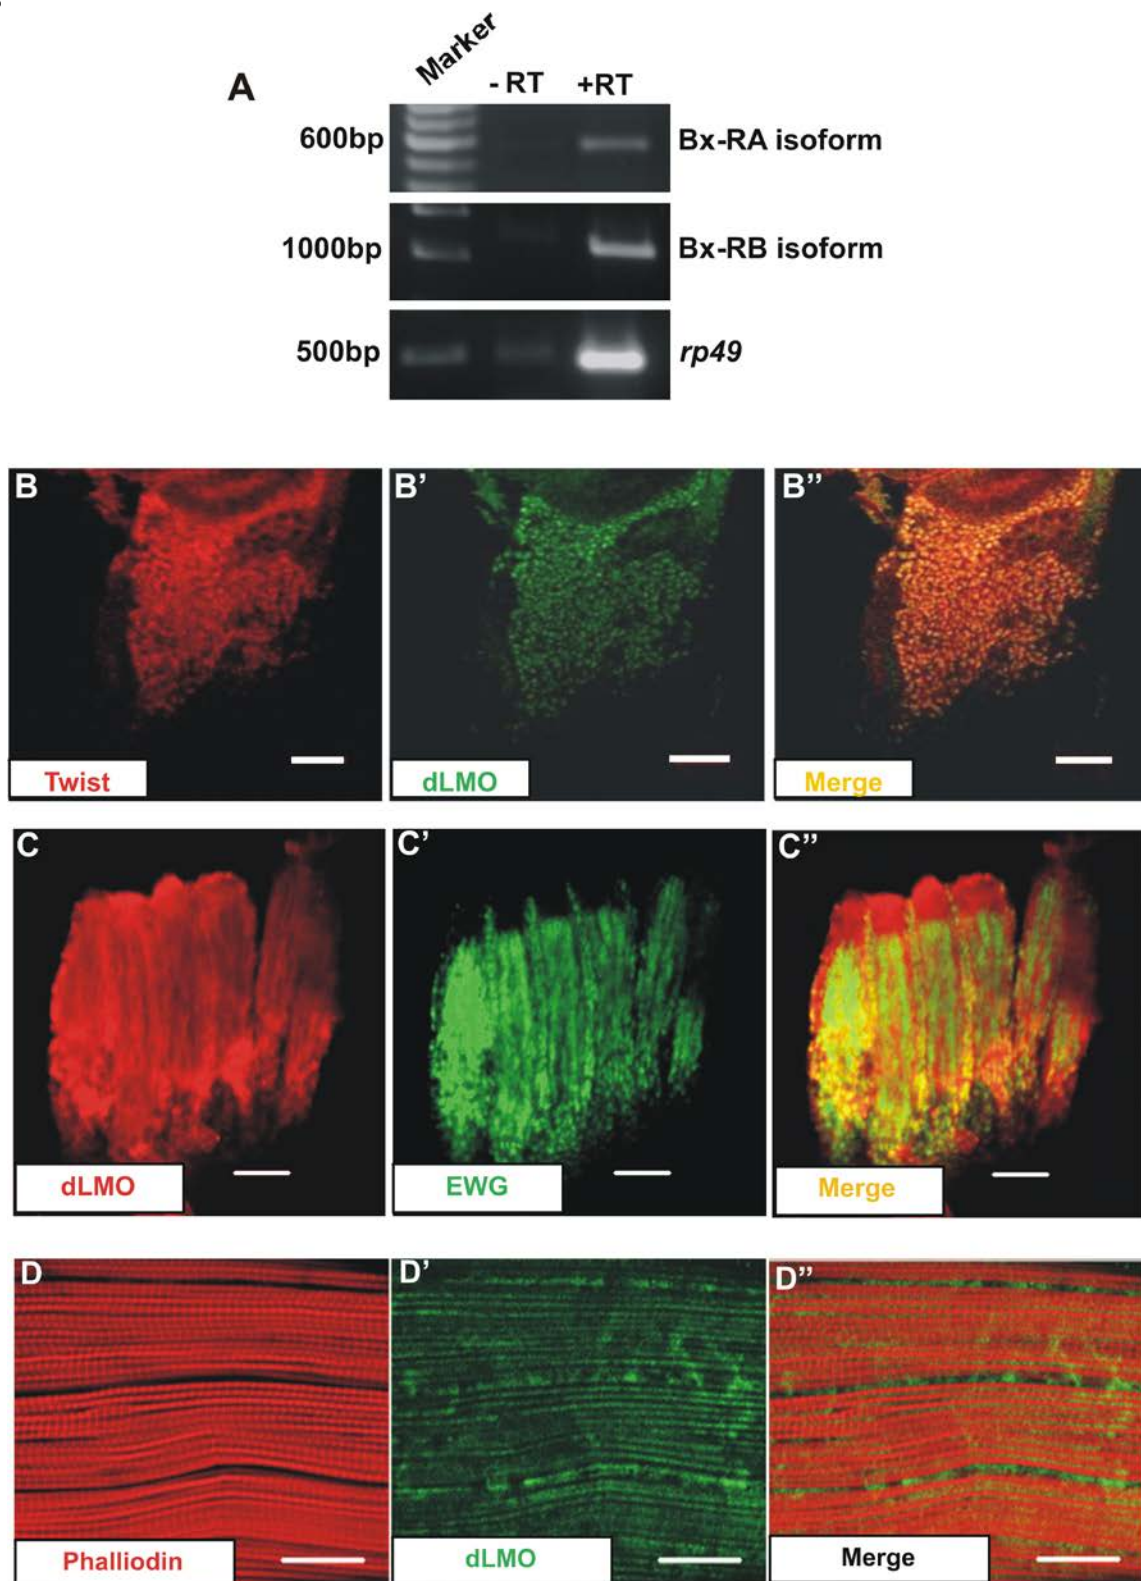 A
Marker
- RT
+RT
600bp
Bx-RA isoform
1000bp
Bx-RB isoform
500bp
rp49
B
B’
B”
Twist
dLMO
Merge
C
C’
C”
dLMO
EWG
Merge
D
D’
D”
Phalliodin
dLMO
Merge